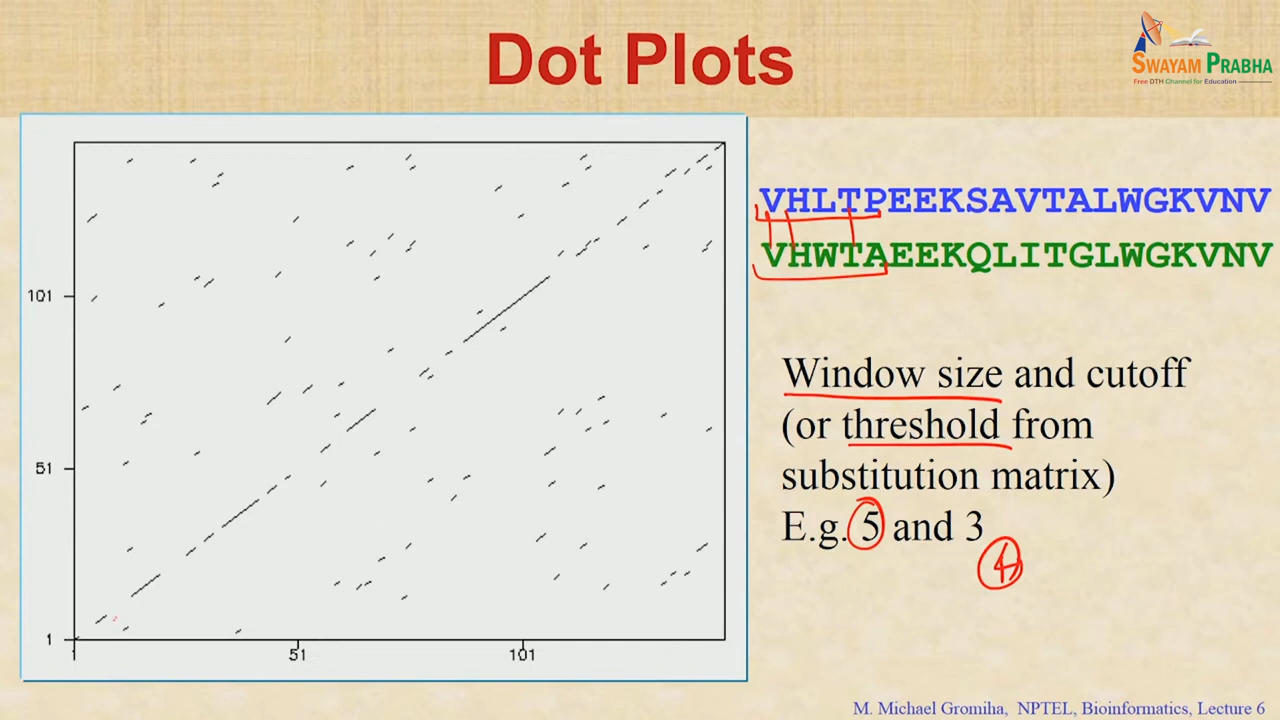 Dot Plots
SWAYAM PRABHA
Free DTH Channel for Education
101
51
1
1
51
101
VHLTPEEKSAVTALWGKVNV
VHWTAEEKQLITGLWGKVNV
Window size and cutoff
(or threshold from
substitution matrix)
E.g. 5 and 3
4
M. Michael Gromiha, NPTEL, Bioinformatics, Lecture 6